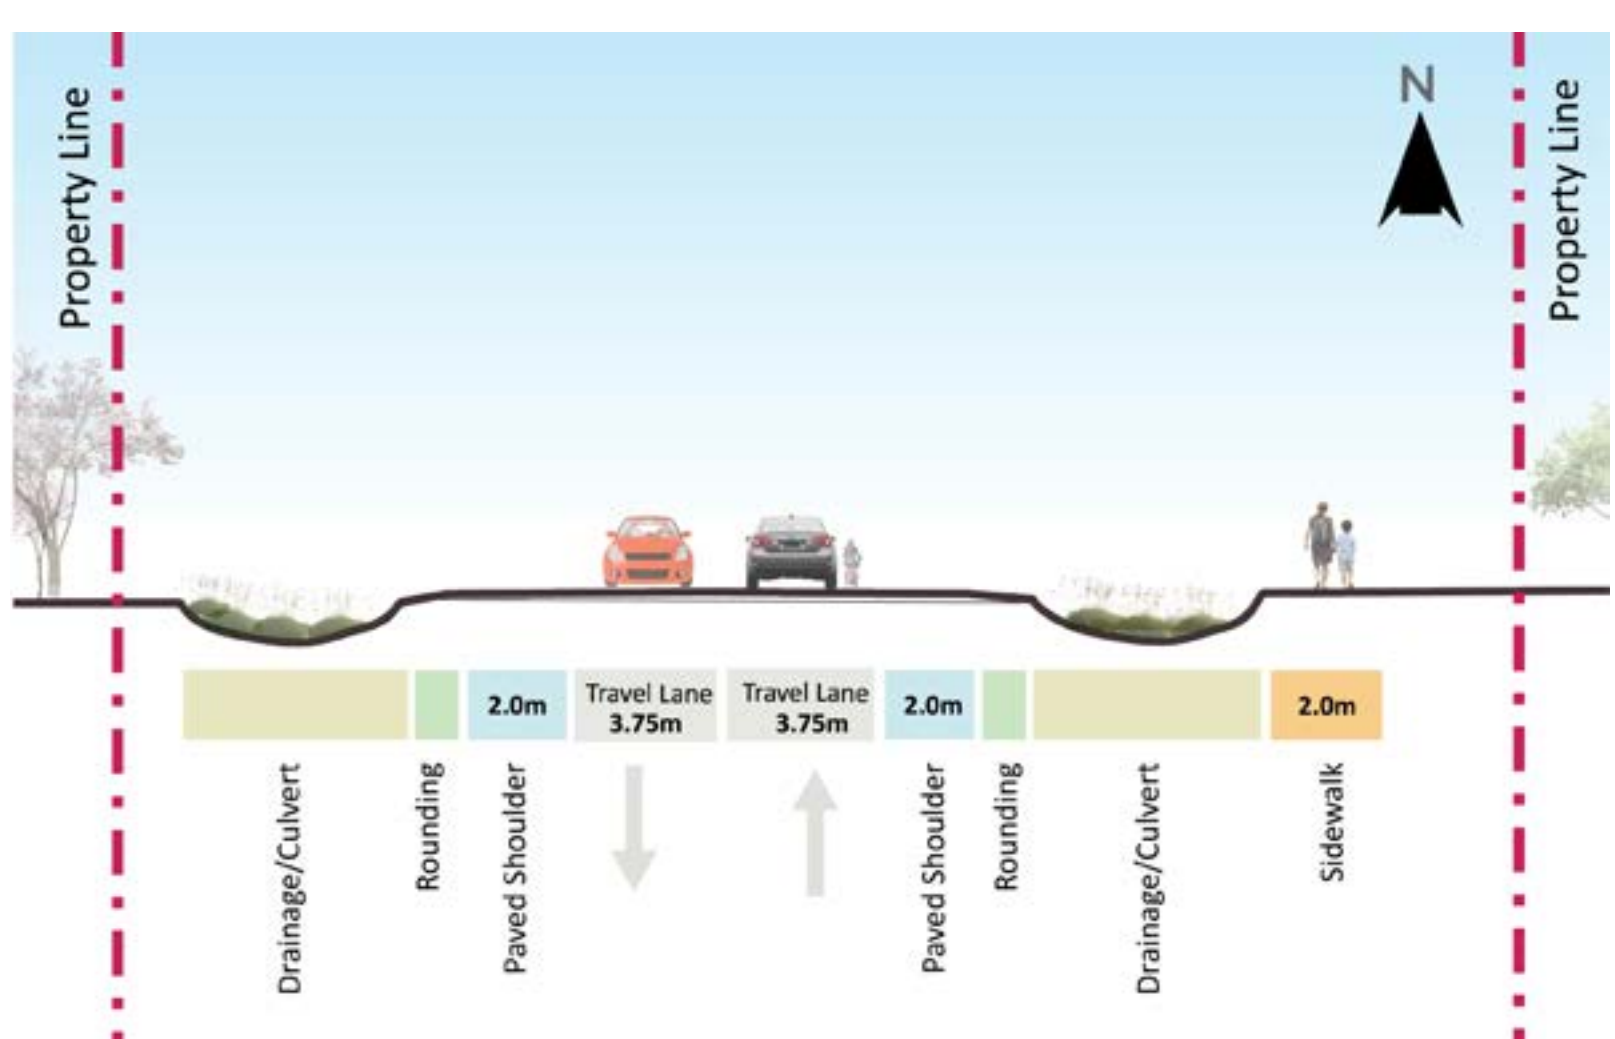 Property Line
N
Property Line
2.0m
Travel Lane
3.75m
Travel Lane
3.75m
2.0m
2.0m
Drainage/Culvert
Rounding
Paved Shoulder
Paved Shoulder
Rounding
Drainage/Culvert
Sidewalk